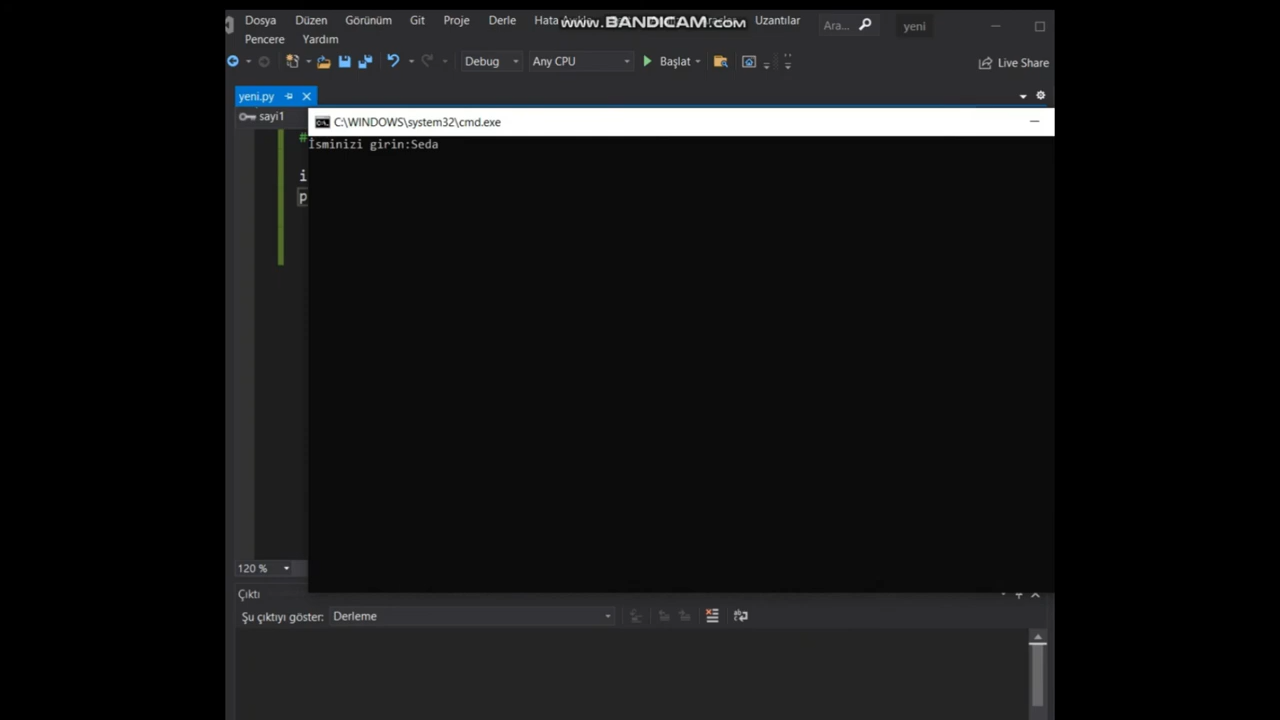 Dosya Düzen Görünüm Git Proje Derle Hata www.BANDICAM.com Uzantılar Ara... yeni
Pencere Yardım
Debug Any CPU Başlat Live Share
yeni.py
sayi1
C:\WINDOWS\system32\cmd.exe
#
İsminizi girin:Seda
i
p
120 %
Çıktı
Şu çıktıyı göster: Derleme